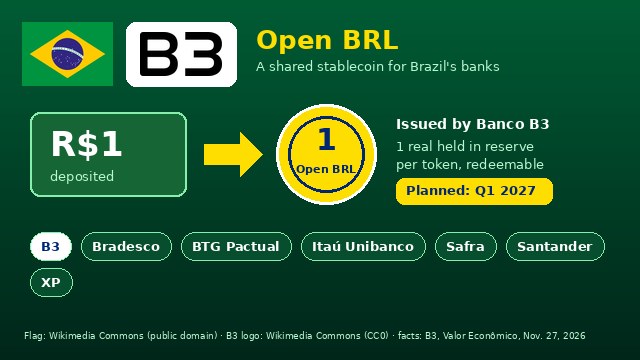 B3
Open BRL
A shared stablecoin for Brazil's banks
R$1
deposited
1
Open BRL
Issued by Banco B3
1 real held in reserve
per token, redeemable
Planned: Q1 2027
B3
Bradesco
BTG Pactual
Itaú Unibanco
Safra
Santander
XP
Flag: Wikimedia Commons (public domain) · B3 logo: Wikimedia Commons (CC0) · facts: B3, Valor Econômico, Nov. 27, 2026